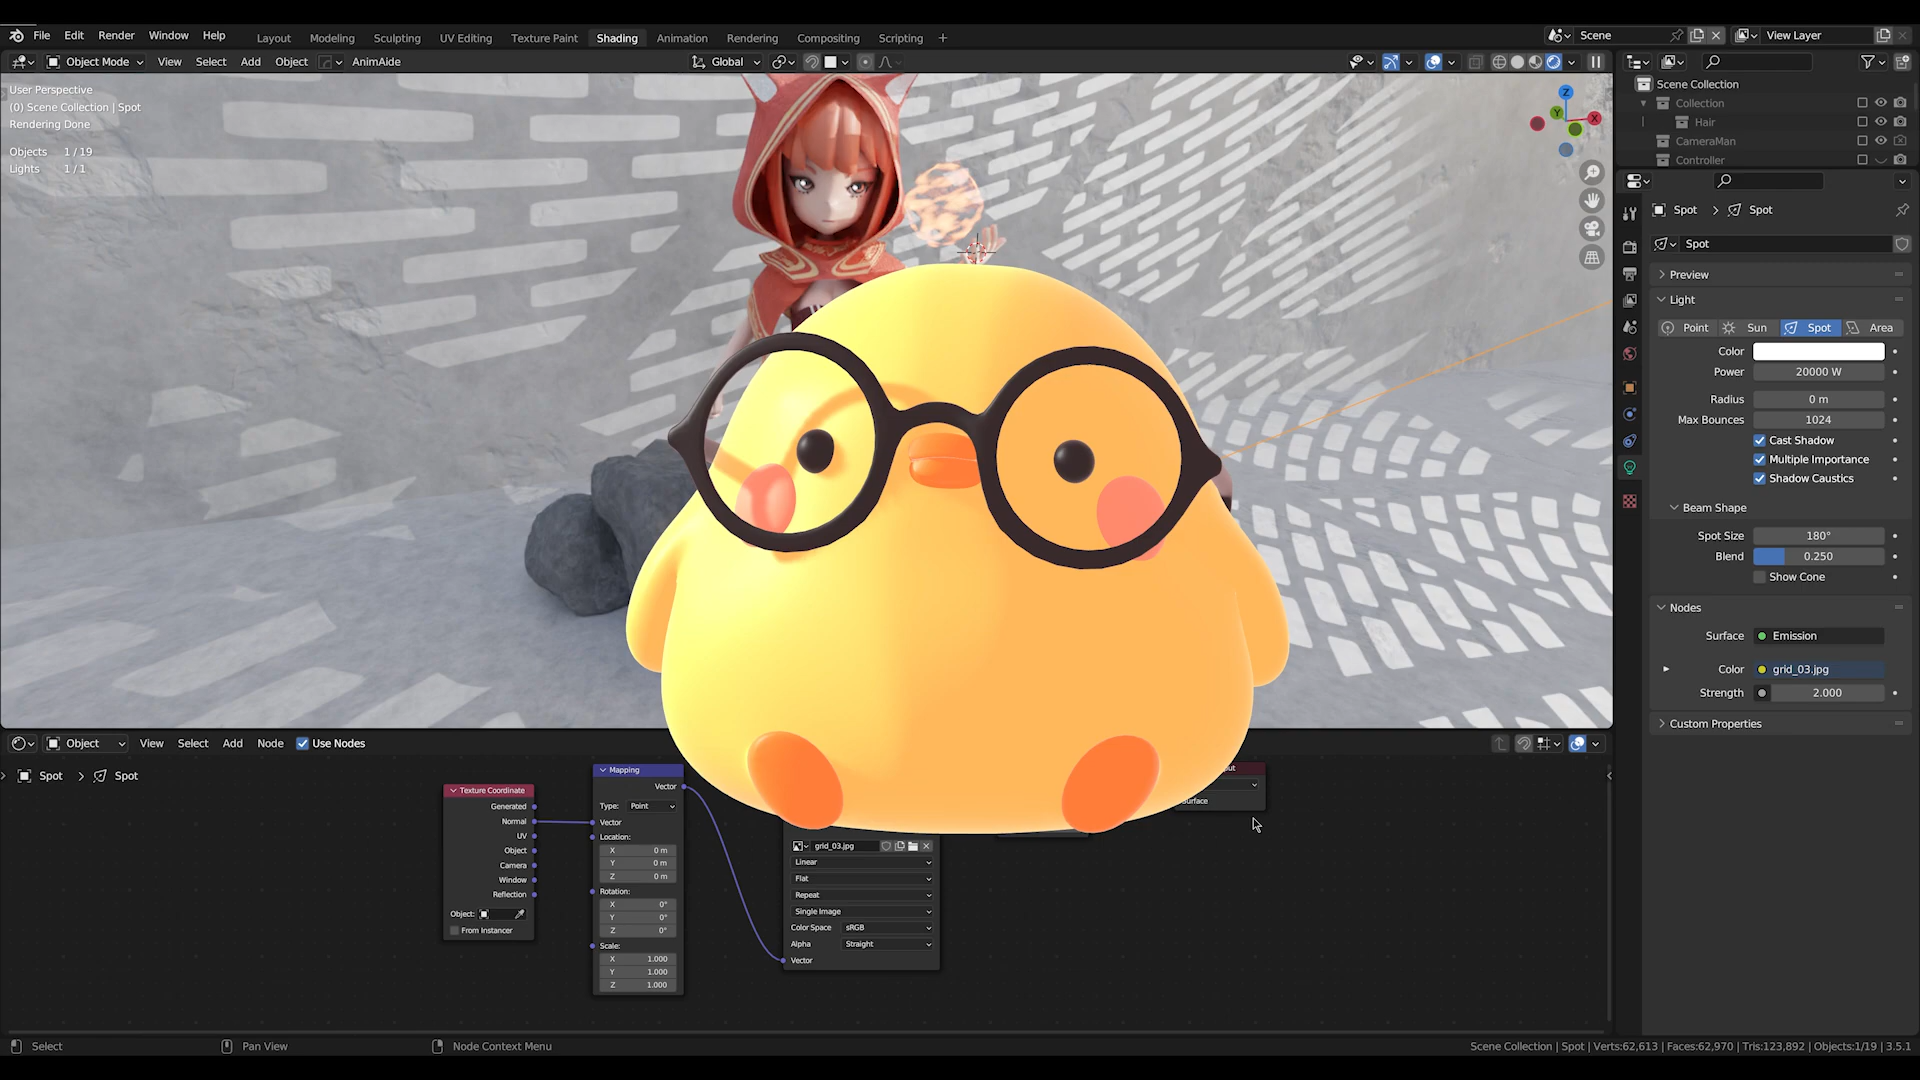 File Edit Render Window Help
Layout Modeling Sculpting UV Editing Texture Paint Shading Animation Rendering Compositing Scripting +
Scene View Layer
Object Mode View Select Add Object AnimAide Global
User Perspective
(0) Scene Collection | Spot
Rendering Done
Objects 1 / 19
Lights 1 / 1
Z
Y
X
Scene Collection
Collection
Hair
CameraMan
Controller
Spot > Spot
Spot
Preview
Light
Point Sun Spot Area
Color
Power 20000 W
Radius 0 m
Max Bounces 1024
Cast Shadow
Multiple Importance
Shadow Caustics
Beam Shape
Spot Size 180°
Blend 0.250
Show Cone
Nodes
Surface Emission
Color grid_03.jpg
Strength 2.000
Custom Properties
Object View Select Add Node Use Nodes
Spot > Spot
Texture Coordinate
Generated
Normal
UV
Object
Camera
Window
Reflection
Object:
From Instancer
Mapping
Vector
Type: Point
Vector
Location:
X 0 m
Y 0 m
Z 0 m
Rotation:
X 0°
Y 0°
Z 0°
Scale:
X 1.000
Y 1.000
Z 1.000
grid_03.jpg
Linear
Flat
Repeat
Single Image
Color Space sRGB
Alpha Straight
Vector
ut
Surface
Select Pan View Node Context Menu
Scene Collection | Spot | Verts:62,613 | Faces:62,970 | Tris:123,892 | Objects:1/19 | 3.5.1